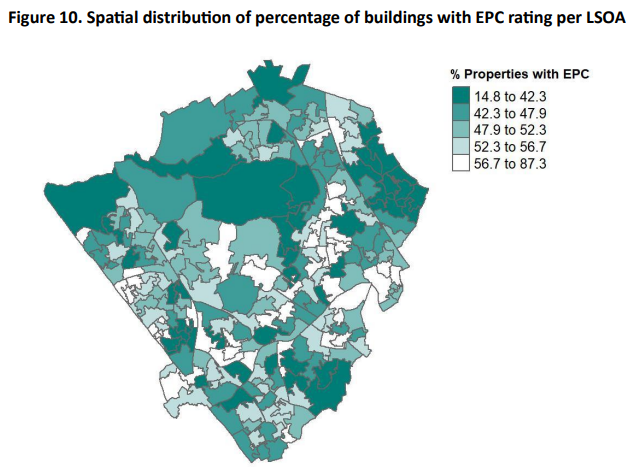 Figure 10. Spatial distribution of percentage of buildings with EPC rating per LSOA
% Properties with EPC
14.8 to 42.3
42.3 to 47.9
47.9 to 52.3
52.3 to 56.7
56.7 to 87.3